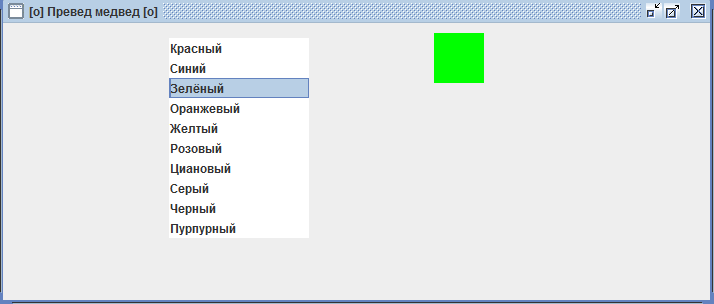 [o] Превед медвед [o]
Красный
Синий
Зелёный
Оранжевый
Желтый
Розовый
Циановый
Серый
Черный
Пурпурный